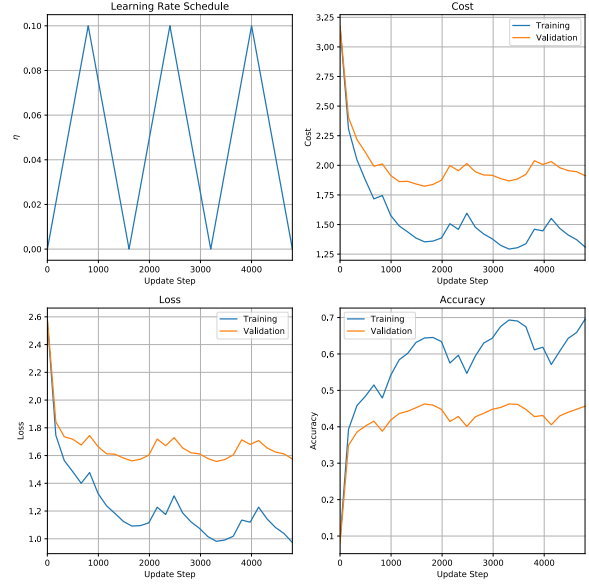 Learning Rate Schedule
0.10
0.08
0.06
0.04
0.02
0.00
η
0
1000
2000
3000
4000
Update Step
Cost
3.25
3.00
2.75
2.50
2.25
2.00
1.75
1.50
1.25
Cost
Training
Validation
0
1000
2000
3000
4000
Update Step
Loss
2.6
2.4
2.2
2.0
1.8
1.6
1.4
1.2
1.0
Loss
Training
Validation
0
1000
2000
3000
4000
Update Step
Accuracy
0.7
0.6
0.5
0.4
0.3
0.2
0.1
Accuracy
Training
Validation
0
1000
2000
3000
4000
Update Step